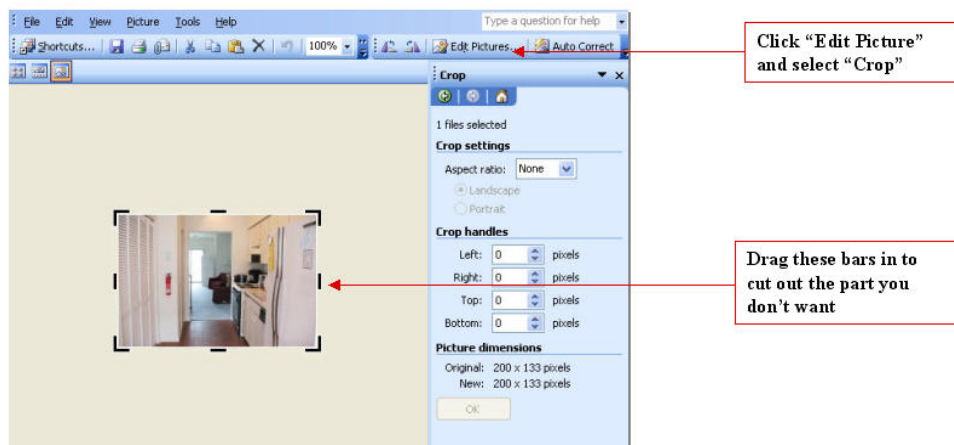 File Edit View Picture Tools Help Type a question for help
Shortcuts... 100% Edit Pictures... Auto Correct
Click “Edit Picture”
and select “Crop”
Crop
1 files selected
Crop settings
Aspect ratio: None
Landscape
Portrait
Crop handles
Left: 0 pixels
Right: 0 pixels
Top: 0 pixels
Bottom: 0 pixels
Drag these bars in to
cut out the part you
don’t want
Picture dimensions
Original: 200 x 133 pixels
New: 200 x 133 pixels
OK